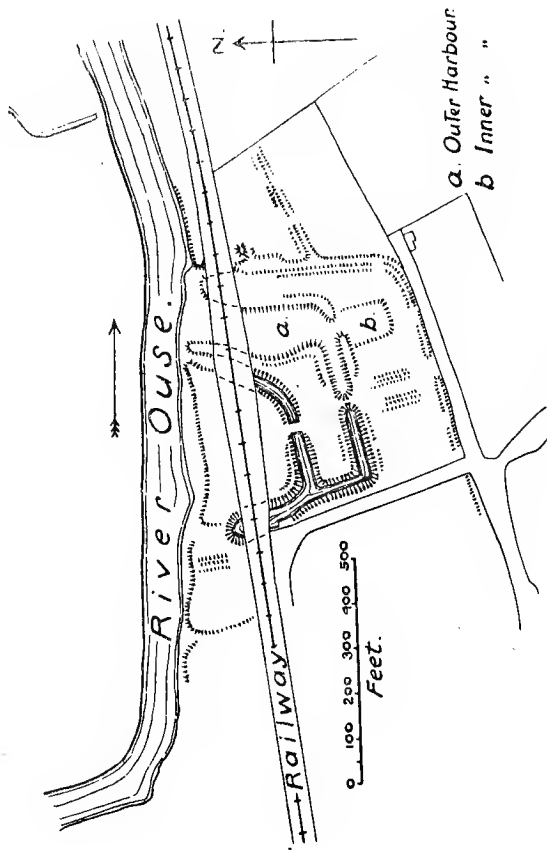 River Ouse.
N.
Railway
a.
b.
0 100 200 300 400 500
Feet.
a. Outer Harbour.
b Inner " "